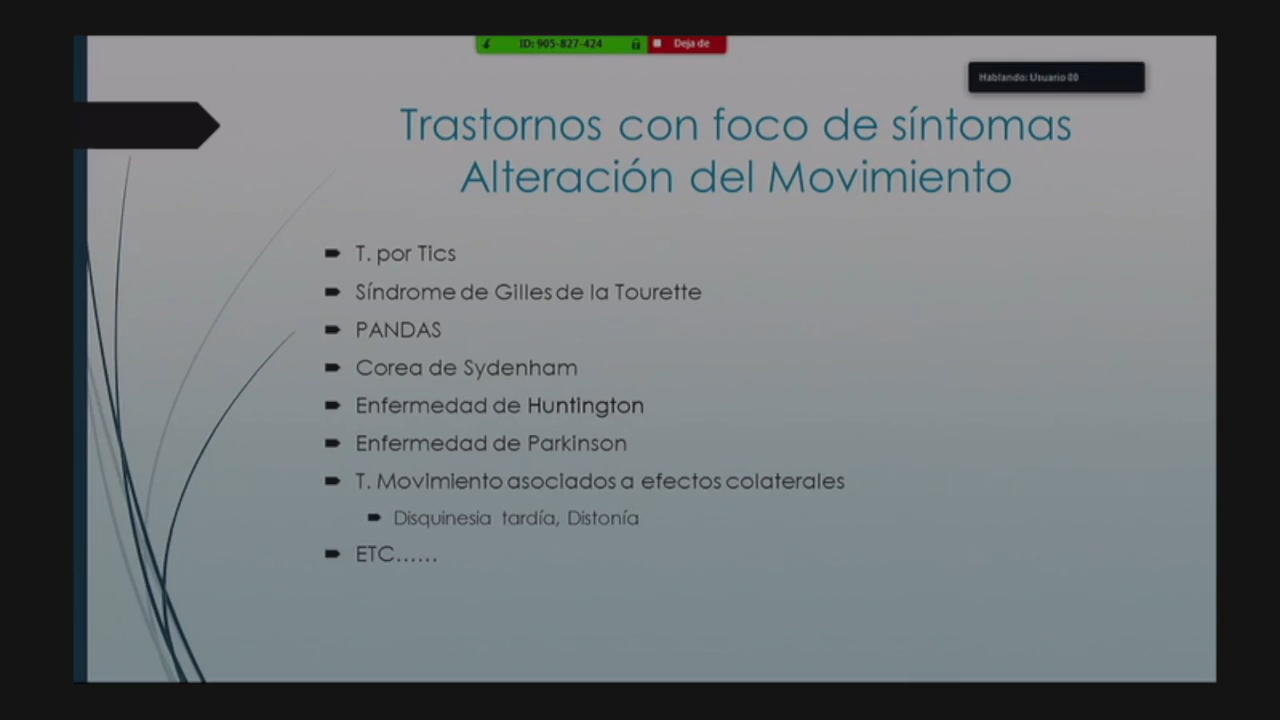 ID: 905-827-424
Deja de
Hablando: Usuario 80
Trastornos con foco de síntomas
Alteración del Movimiento
T. por Tics
Síndrome de Gilles de la Tourette
PANDAS
Corea de Sydenham
Enfermedad de Huntington
Enfermedad de Parkinson
T. Movimiento asociados a efectos colaterales
Disquinesia tardía, Distonía
ETC......